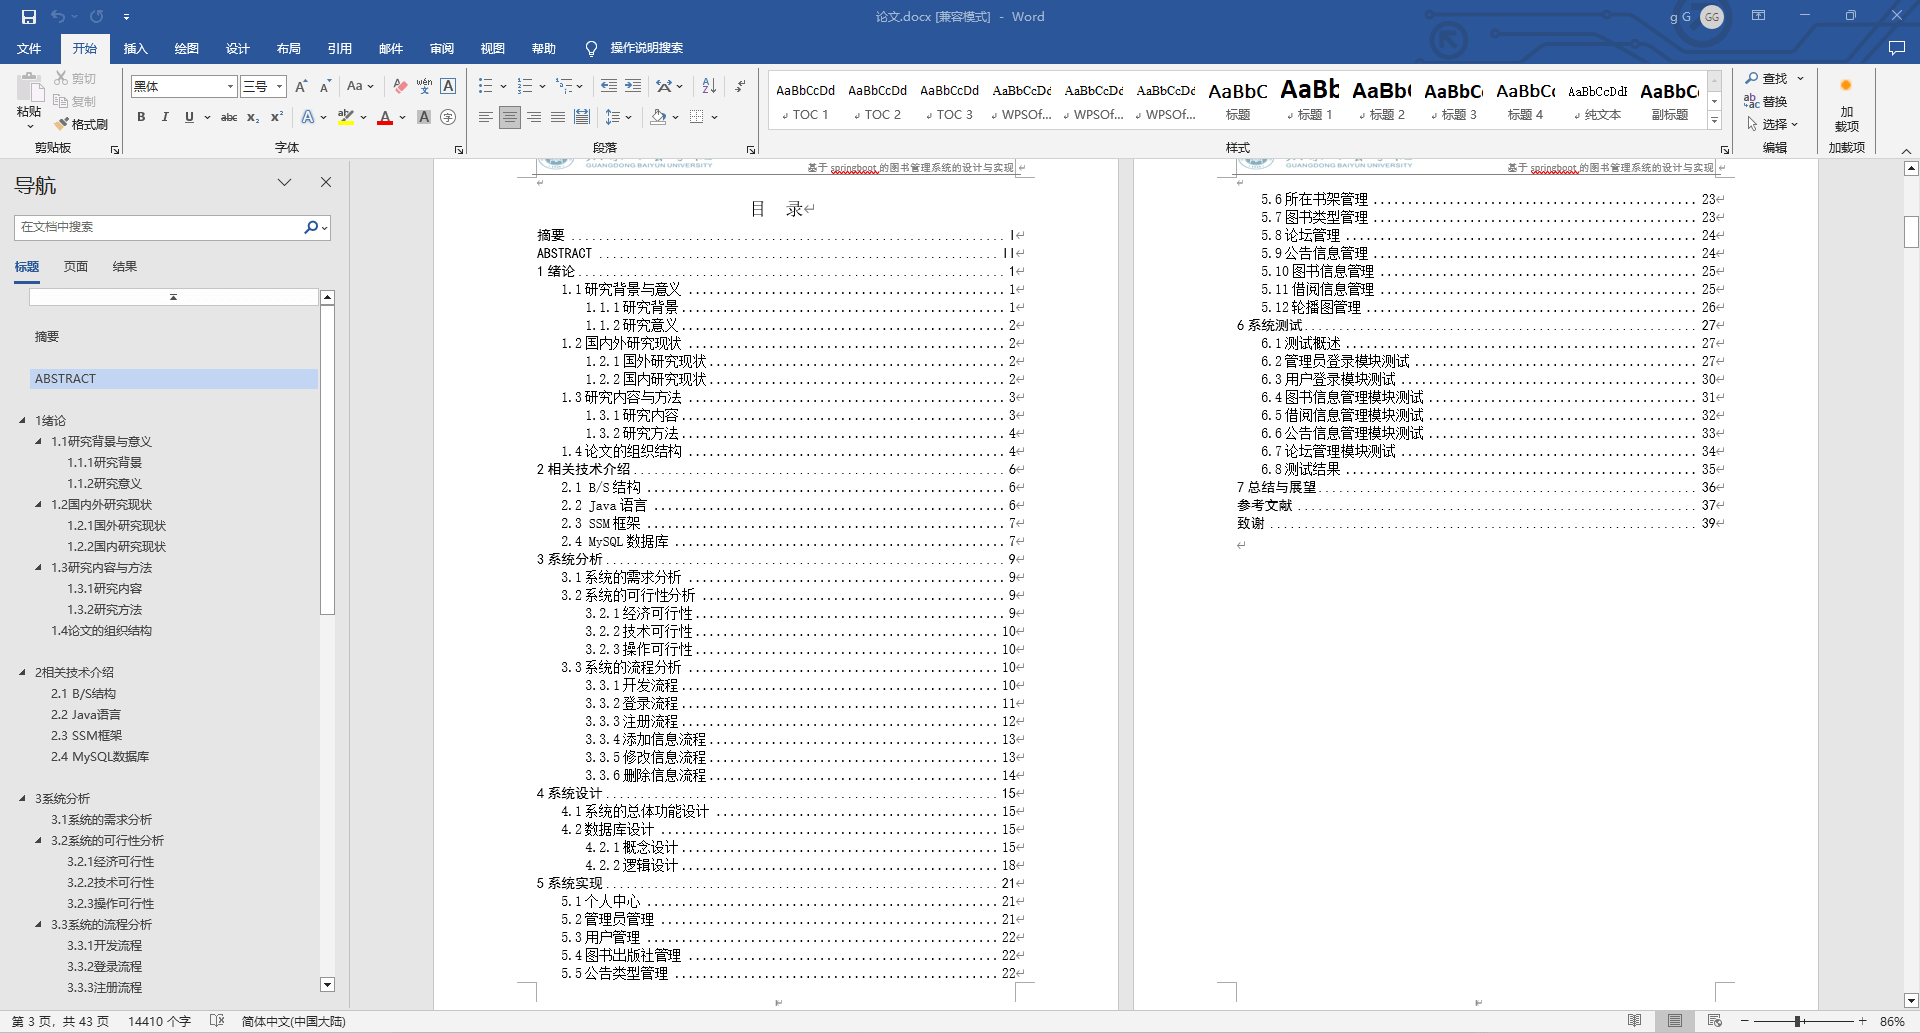 论文.docx [兼容模式] - Word
g G
GG
文件 开始 插入 绘图 设计 布局 引用 邮件 审阅 视图 帮助 操作说明搜索
粘贴
剪切
复制
格式刷
剪贴板
黑体 三号
字体
段落
AaBbCcDd AaBbCcDd AaBbCcDd AaBbCcDd AaBbCcDd AaBbCcDd AaBbC AaBb AaBb( AaBbC AaBbC AaBbCcDdE AaBbC
TOC 1 TOC 2 TOC 3 WPSOf... WPSOf... WPSOf... 标题 标题 1 标题 2 标题 3 标题 4 纯文本 副标题
样式
查找
替换
选择
编辑
加
载项
加载项
导航
在文档中搜索
标题 页面 结果
摘要
ABSTRACT
1绪论
1.1研究背景与意义
1.1.1研究背景
1.1.2研究意义
1.2国内外研究现状
1.2.1国外研究现状
1.2.2国内研究现状
1.3研究内容与方法
1.3.1研究内容
1.3.2研究方法
1.4论文的组织结构
2相关技术介绍
2.1 B/S结构
2.2 Java语言
2.3 SSM框架
2.4 MySQL数据库
3系统分析
3.1系统的需求分析
3.2系统的可行性分析
3.2.1经济可行性
3.2.2技术可行性
3.2.3操作可行性
3.3系统的流程分析
3.3.1开发流程
3.3.2登录流程
3.3.3注册流程
GUANGDONG BAIYUN UNIVERSITY
基于 springboot 的图书管理系统的设计与实现
目 录
摘要 I
ABSTRACT II
1 绪论 1
1.1 研究背景与意义 1
1.1.1 研究背景 1
1.1.2 研究意义 2
1.2 国内外研究现状 2
1.2.1 国外研究现状 2
1.2.2 国内研究现状 2
1.3 研究内容与方法 3
1.3.1 研究内容 3
1.3.2 研究方法 4
1.4 论文的组织结构 4
2 相关技术介绍 6
2.1 B/S 结构 6
2.2 Java 语言 6
2.3 SSM 框架 7
2.4 MySQL 数据库 7
3 系统分析 9
3.1 系统的需求分析 9
3.2 系统的可行性分析 9
3.2.1 经济可行性 9
3.2.2 技术可行性 10
3.2.3 操作可行性 10
3.3 系统的流程分析 10
3.3.1 开发流程 10
3.3.2 登录流程 11
3.3.3 注册流程 12
3.3.4 添加信息流程 13
3.3.5 修改信息流程 13
3.3.6 删除信息流程 14
4 系统设计 15
4.1 系统的总体功能设计 15
4.2 数据库设计 15
4.2.1 概念设计 15
4.2.2 逻辑设计 18
5 系统实现 21
5.1 个人中心 21
5.2 管理员管理 21
5.3 用户管理 22
5.4 图书出版社管理 22
5.5 公告类型管理 22
GUANGDONG BAIYUN UNIVERSITY
基于 springboot 的图书管理系统的设计与实现
5.6 所在书架管理 23
5.7 图书类型管理 23
5.8 论坛管理 24
5.9 公告信息管理 24
5.10 图书信息管理 25
5.11 借阅信息管理 25
5.12 轮播图管理 26
6 系统测试 27
6.1 测试概述 27
6.2 管理员登录模块测试 27
6.3 用户登录模块测试 30
6.4 图书信息管理模块测试 31
6.5 借阅信息管理模块测试 32
6.6 公告信息管理模块测试 33
6.7 论坛管理模块测试 34
6.8 测试结果 35
7 总结与展望 36
参考文献 37
致谢 39
第 3 页，共 43 页 14410 个字 简体中文(中国大陆) 86%